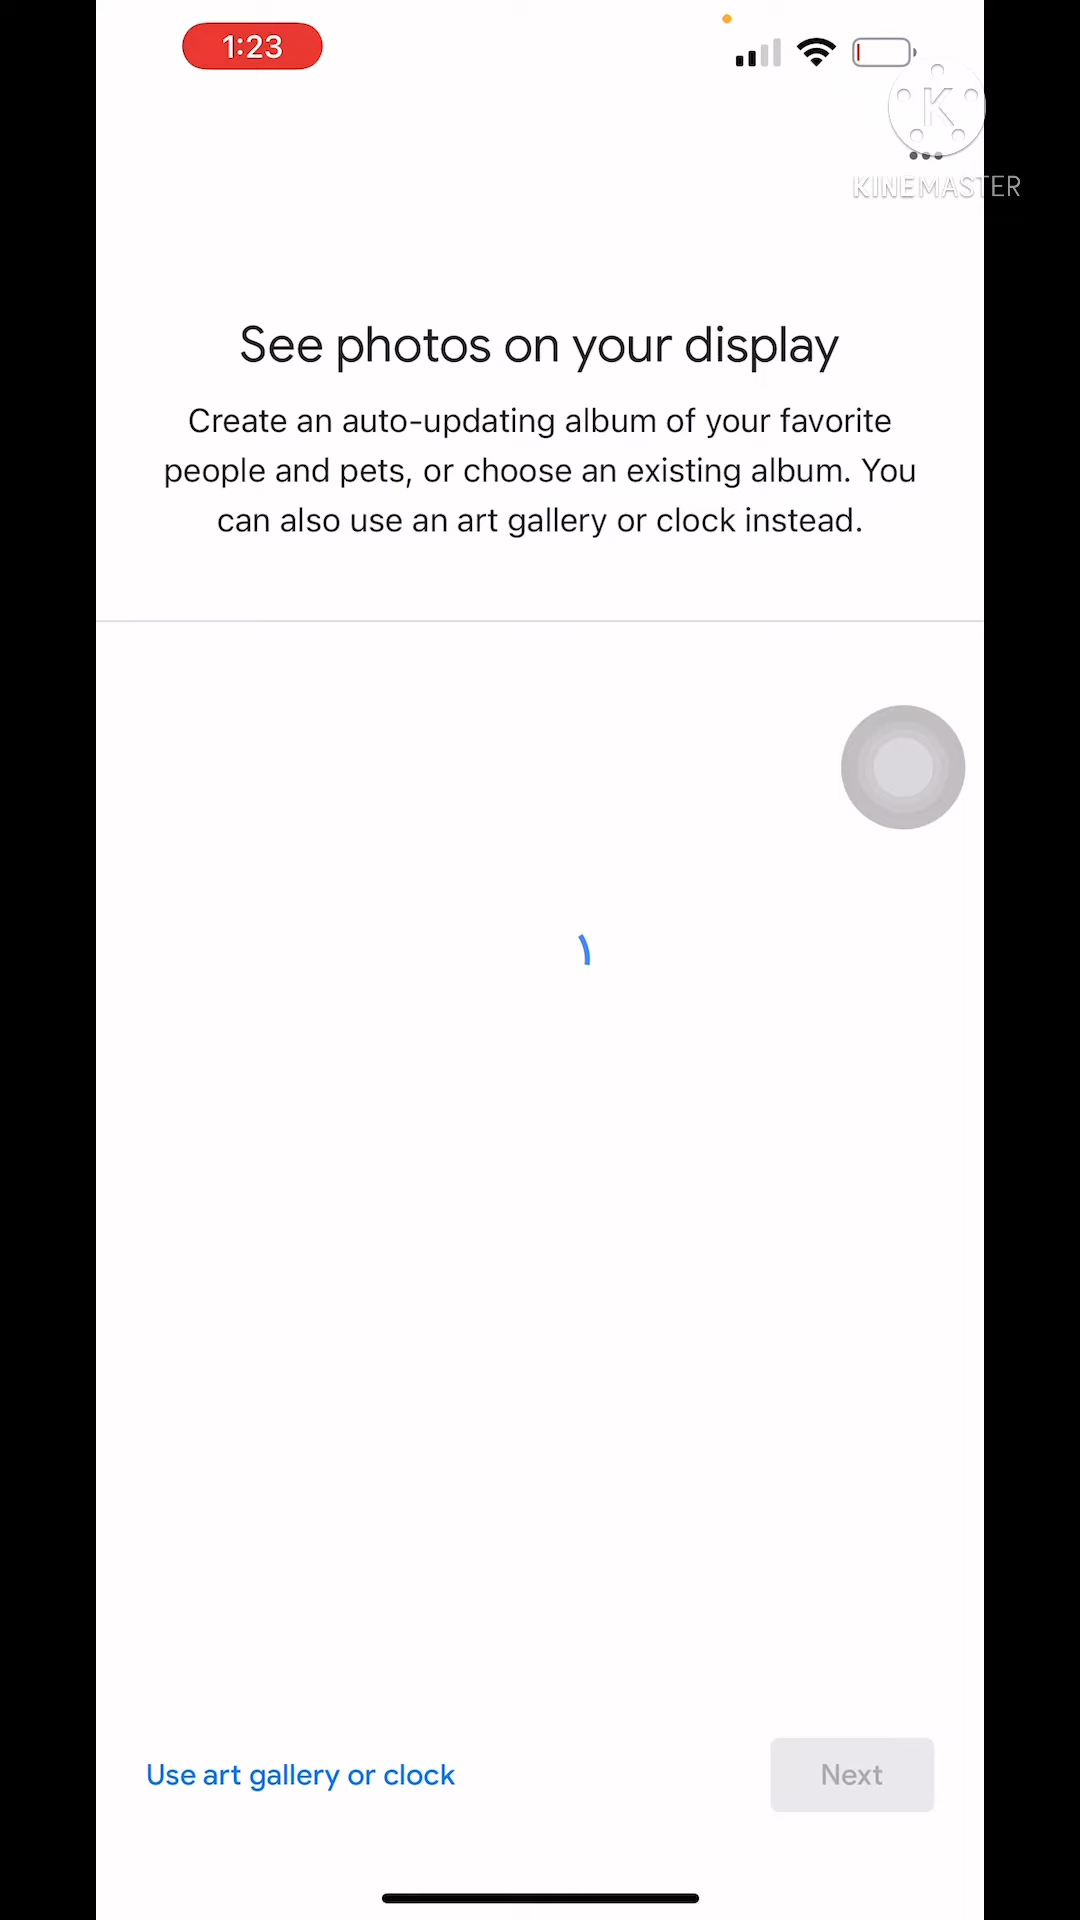 1:23
K
KINEMASTER
See photos on your display
Create an auto-updating album of your favorite
people and pets, or choose an existing album. You
can also use an art gallery or clock instead.
Use art gallery or clock
Next